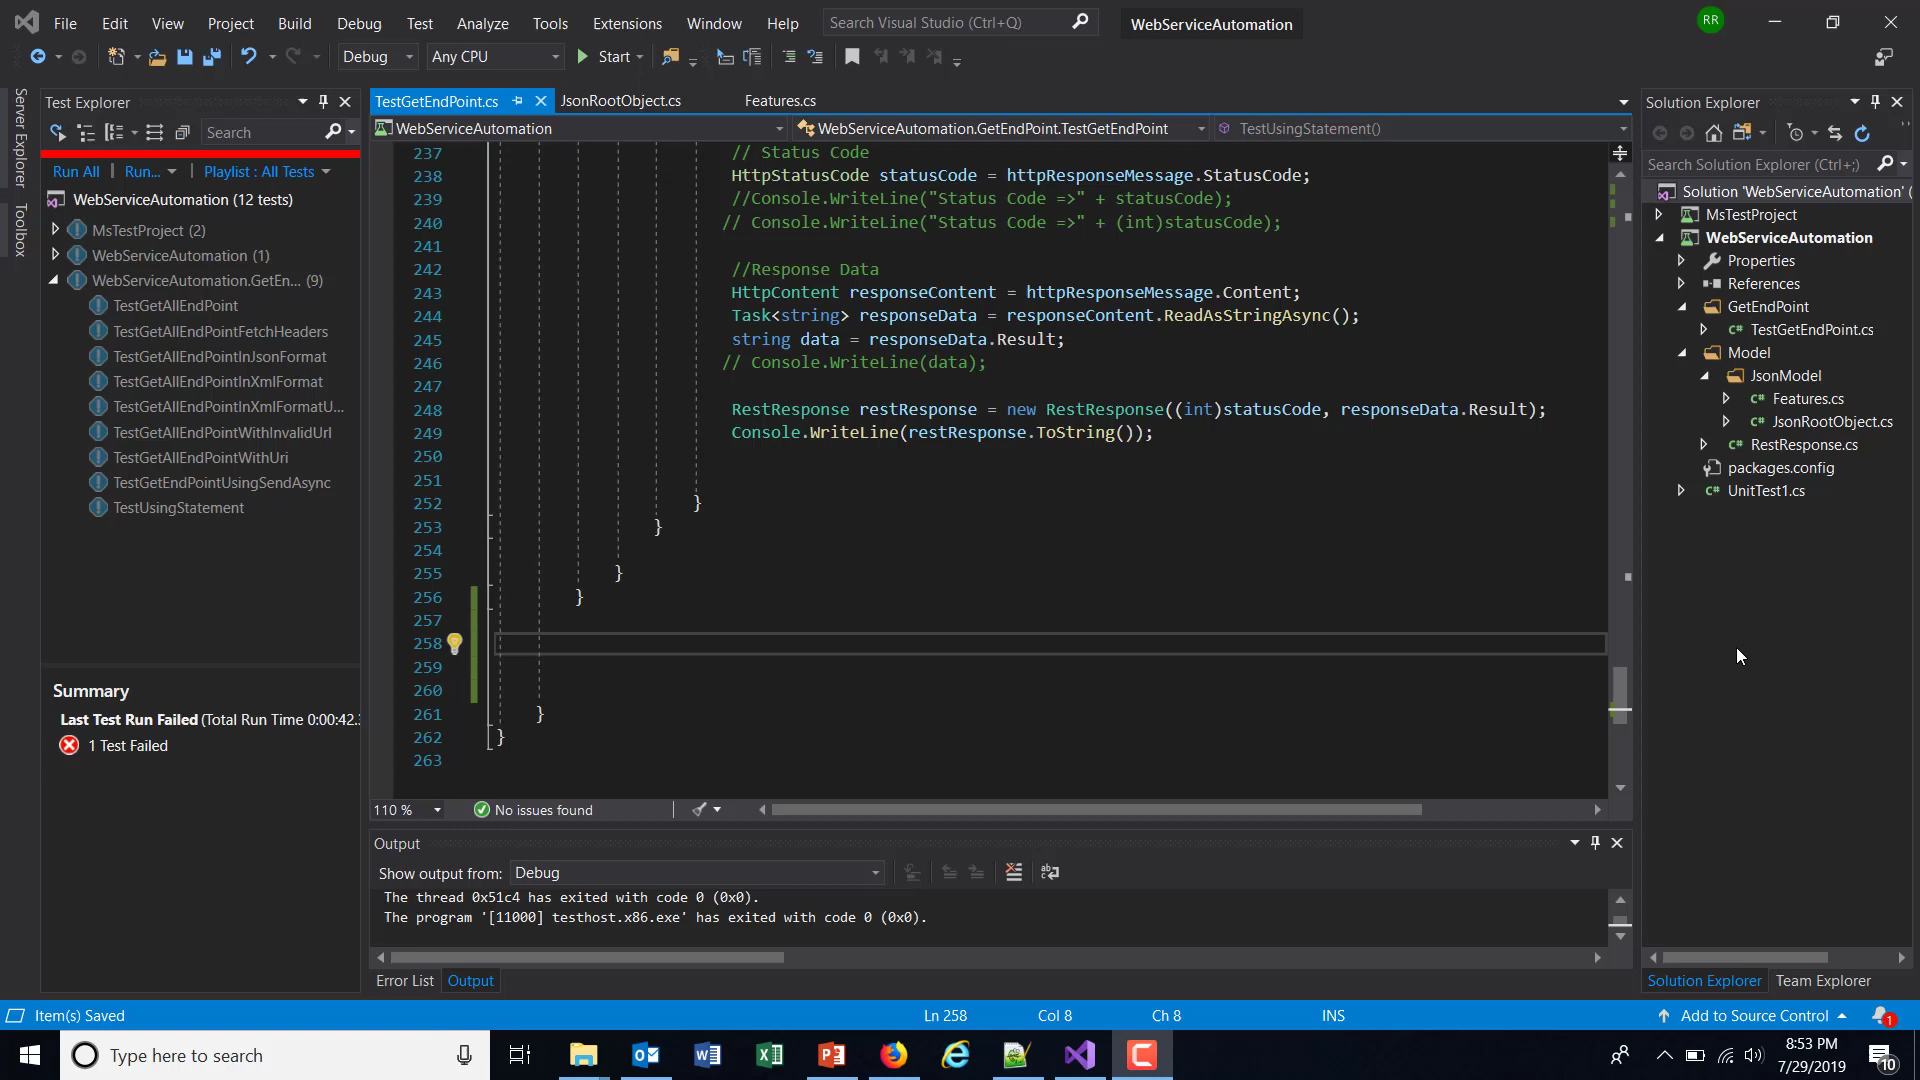 File Edit View Project Build Debug Test Analyze Tools Extensions Window Help Search Visual Studio (Ctrl+Q) WebServiceAutomation RR
Debug Any CPU Start
Server Explorer
Toolbox
Test Explorer
Search
Run All | Run... | Playlist : All Tests
WebServiceAutomation (12 tests)
MsTestProject (2)
WebServiceAutomation (1)
WebServiceAutomation.GetEn... (9)
TestGetAllEndPoint
TestGetAllEndPointFetchHeaders
TestGetAllEndPointInJsonFormat
TestGetAllEndPointInXmlFormat
TestGetAllEndPointInXmlFormatU...
TestGetAllEndPointWithInvalidUrl
TestGetAllEndPointWithUri
TestGetEndPointUsingSendAsync
TestUsingStatement
Summary
Last Test Run Failed (Total Run Time 0:00:42.
1 Test Failed
TestGetEndPoint.cs JsonRootObject.cs Features.cs
WebServiceAutomation WebServiceAutomation.GetEndPoint.TestGetEndPoint TestUsingStatement()
237 // Status Code
238 HttpStatusCode statusCode = httpResponseMessage.StatusCode;
239 //Console.WriteLine("Status Code =>" + statusCode);
240 // Console.WriteLine("Status Code =>" + (int)statusCode);
241
242 //Response Data
243 HttpContent responseContent = httpResponseMessage.Content;
244 Task<string> responseData = responseContent.ReadAsStringAsync();
245 string data = responseData.Result;
246 // Console.WriteLine(data);
247
248 RestResponse restResponse = new RestResponse((int)statusCode, responseData.Result);
249 Console.WriteLine(restResponse.ToString());
250
251
252 }
253 }
254
255 }
256 }
257
258
259
260
261 }
262 }
263
110 % No issues found
Output
Show output from: Debug
The thread 0x51c4 has exited with code 0 (0x0).
The program '[11000] testhost.x86.exe' has exited with code 0 (0x0).
Error List Output
Solution Explorer
Search Solution Explorer (Ctrl+;)
Solution 'WebServiceAutomation' (
MsTestProject
WebServiceAutomation
Properties
References
GetEndPoint
C# TestGetEndPoint.cs
Model
JsonModel
C# Features.cs
C# JsonRootObject.cs
C# RestResponse.cs
packages.config
C# UnitTest1.cs
Solution Explorer Team Explorer
Item(s) Saved Ln 258 Col 8 Ch 8 INS Add to Source Control 1
Type here to search
8:53 PM
7/29/2019
10